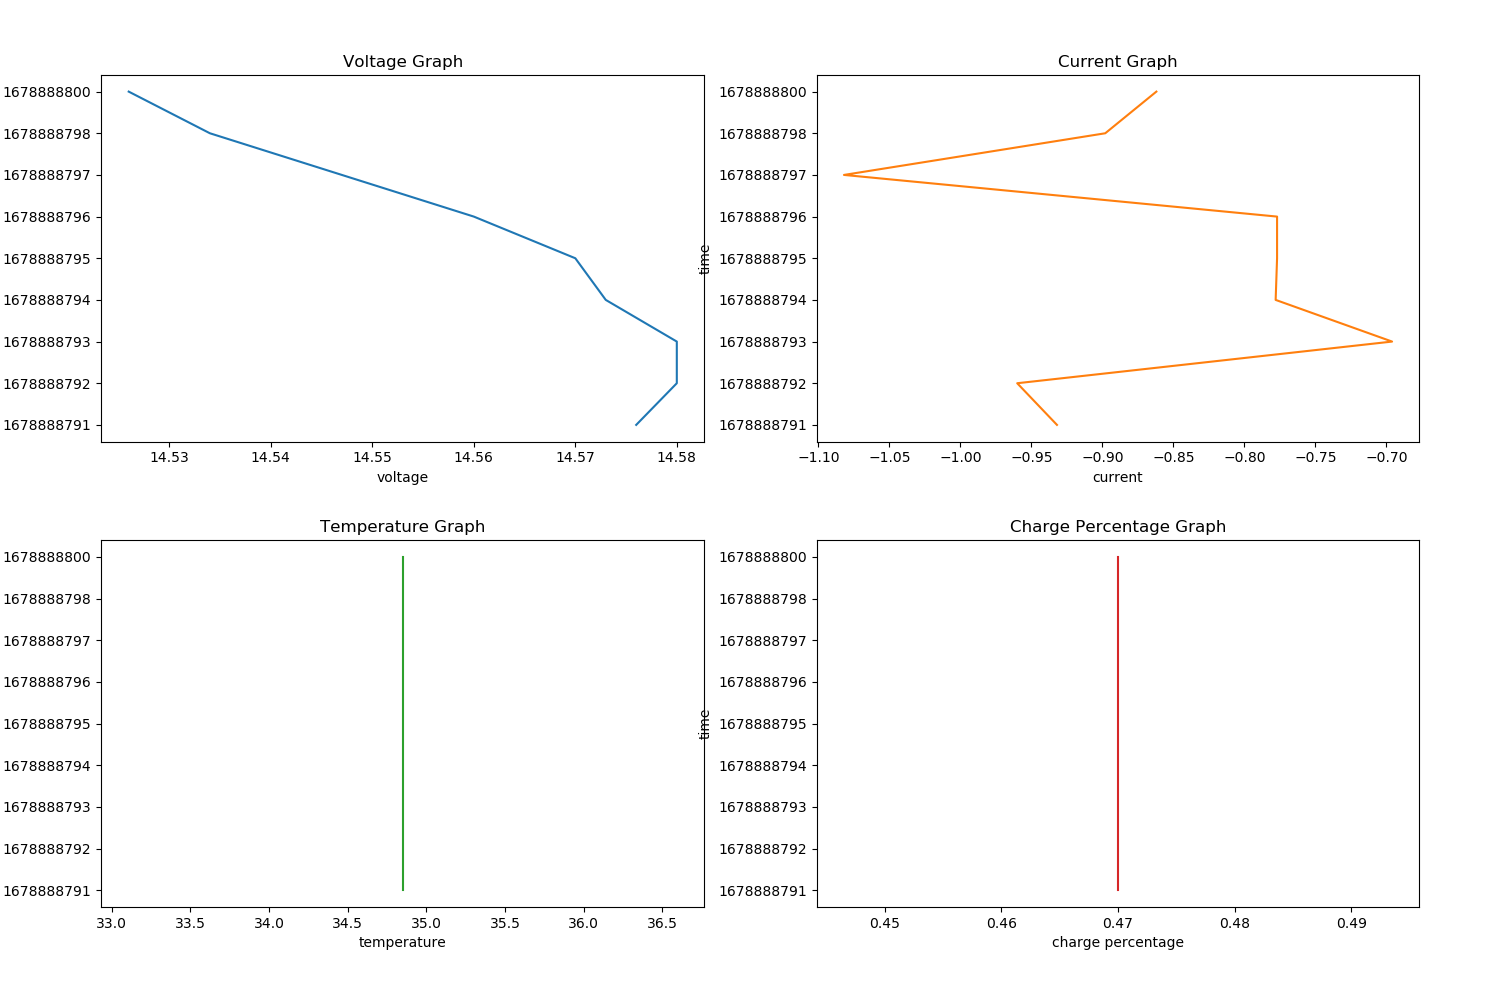 Voltage Graph
1678888800
1678888798
1678888797
1678888796
1678888795
1678888794
1678888793
1678888792
1678888791
14.53 14.54 14.55 14.56 14.57 14.58
voltage
Current Graph
time
1678888800
1678888798
1678888797
1678888796
1678888795
1678888794
1678888793
1678888792
1678888791
−1.10 −1.05 −1.00 −0.95 −0.90 −0.85 −0.80 −0.75 −0.70
current
Temperature Graph
1678888800
1678888798
1678888797
1678888796
1678888795
1678888794
1678888793
1678888792
1678888791
33.0 33.5 34.0 34.5 35.0 35.5 36.0 36.5
temperature
Charge Percentage Graph
time
1678888800
1678888798
1678888797
1678888796
1678888795
1678888794
1678888793
1678888792
1678888791
0.45 0.46 0.47 0.48 0.49
charge percentage